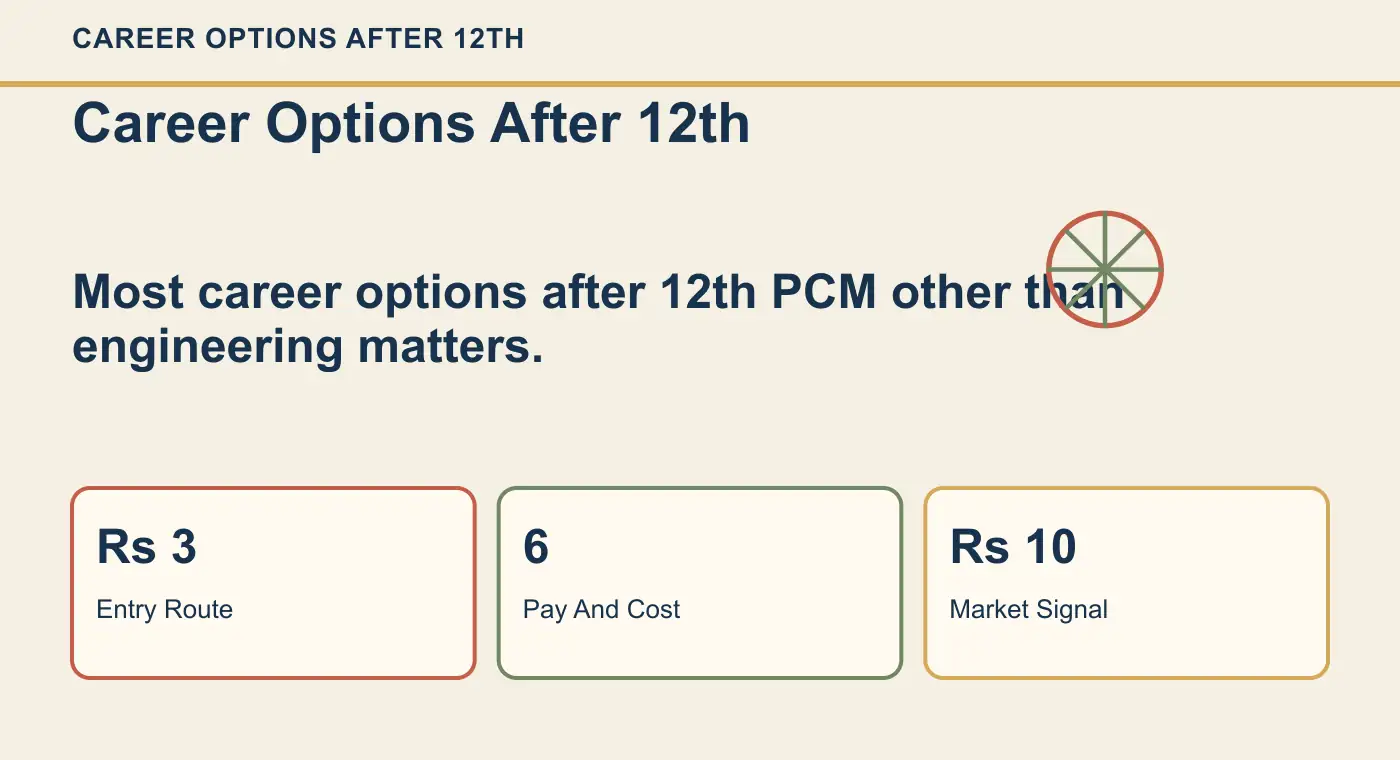 CAREER OPTIONS AFTER 12TH
Career Options After 12th
Most career options after 12th PCM other than
engineering matters.
Rs 3
Entry Route
6
Pay And Cost
Rs 10
Market Signal